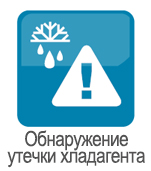 Обнаружение
утечки хладагента